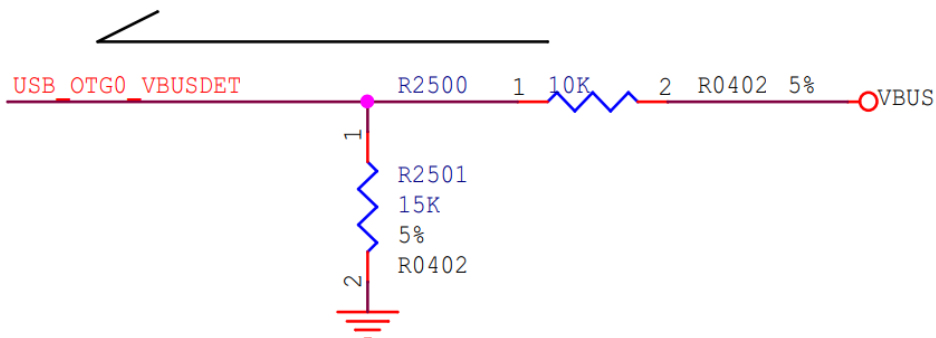 USB_OTG0_VBUSDET R2500 1 10K 2 R0402 5% VBUS
1
R2501
15K
5%
R0402
2